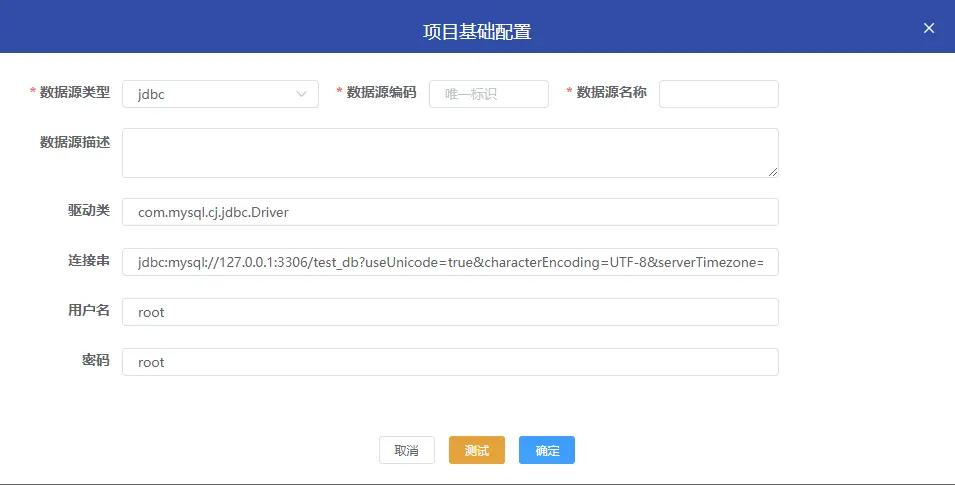 项目基础配置
* 数据源类型 jdbc * 数据源编码 唯一标识 * 数据源名称
数据源描述
驱动类 com.mysql.cj.jdbc.Driver
连接串 jdbc:mysql://127.0.0.1:3306/test_db?useUnicode=true&characterEncoding=UTF-8&serverTimezone=
用户名 root
密码 root
取消 测试 确定